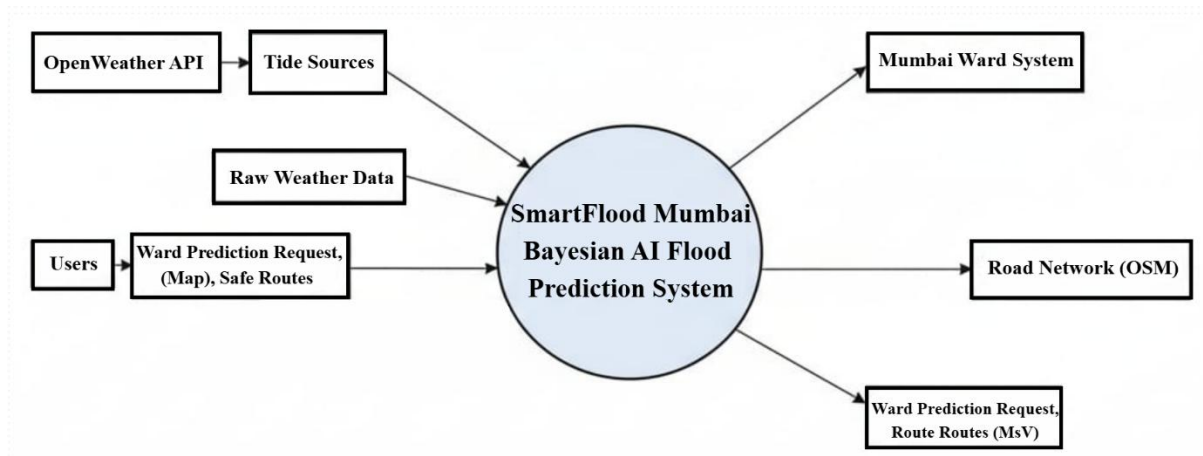 OpenWeather API
Tide Sources
Mumbai Ward System
Raw Weather Data
SmartFlood Mumbai
Bayesian AI Flood
Prediction System
Users
Ward Prediction Request,
(Map), Safe Routes
Road Network (OSM)
Ward Prediction Request,
Route Routes (MsV)